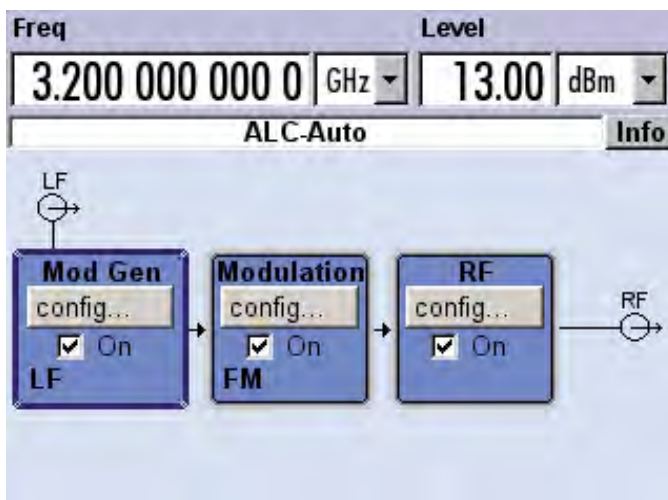 Freq Level
3.200 000 000 0 GHz 13.00 dBm
ALC-Auto Info
LF
Mod Gen Modulation RF
config... config... config...
On On On
LF FM
RF